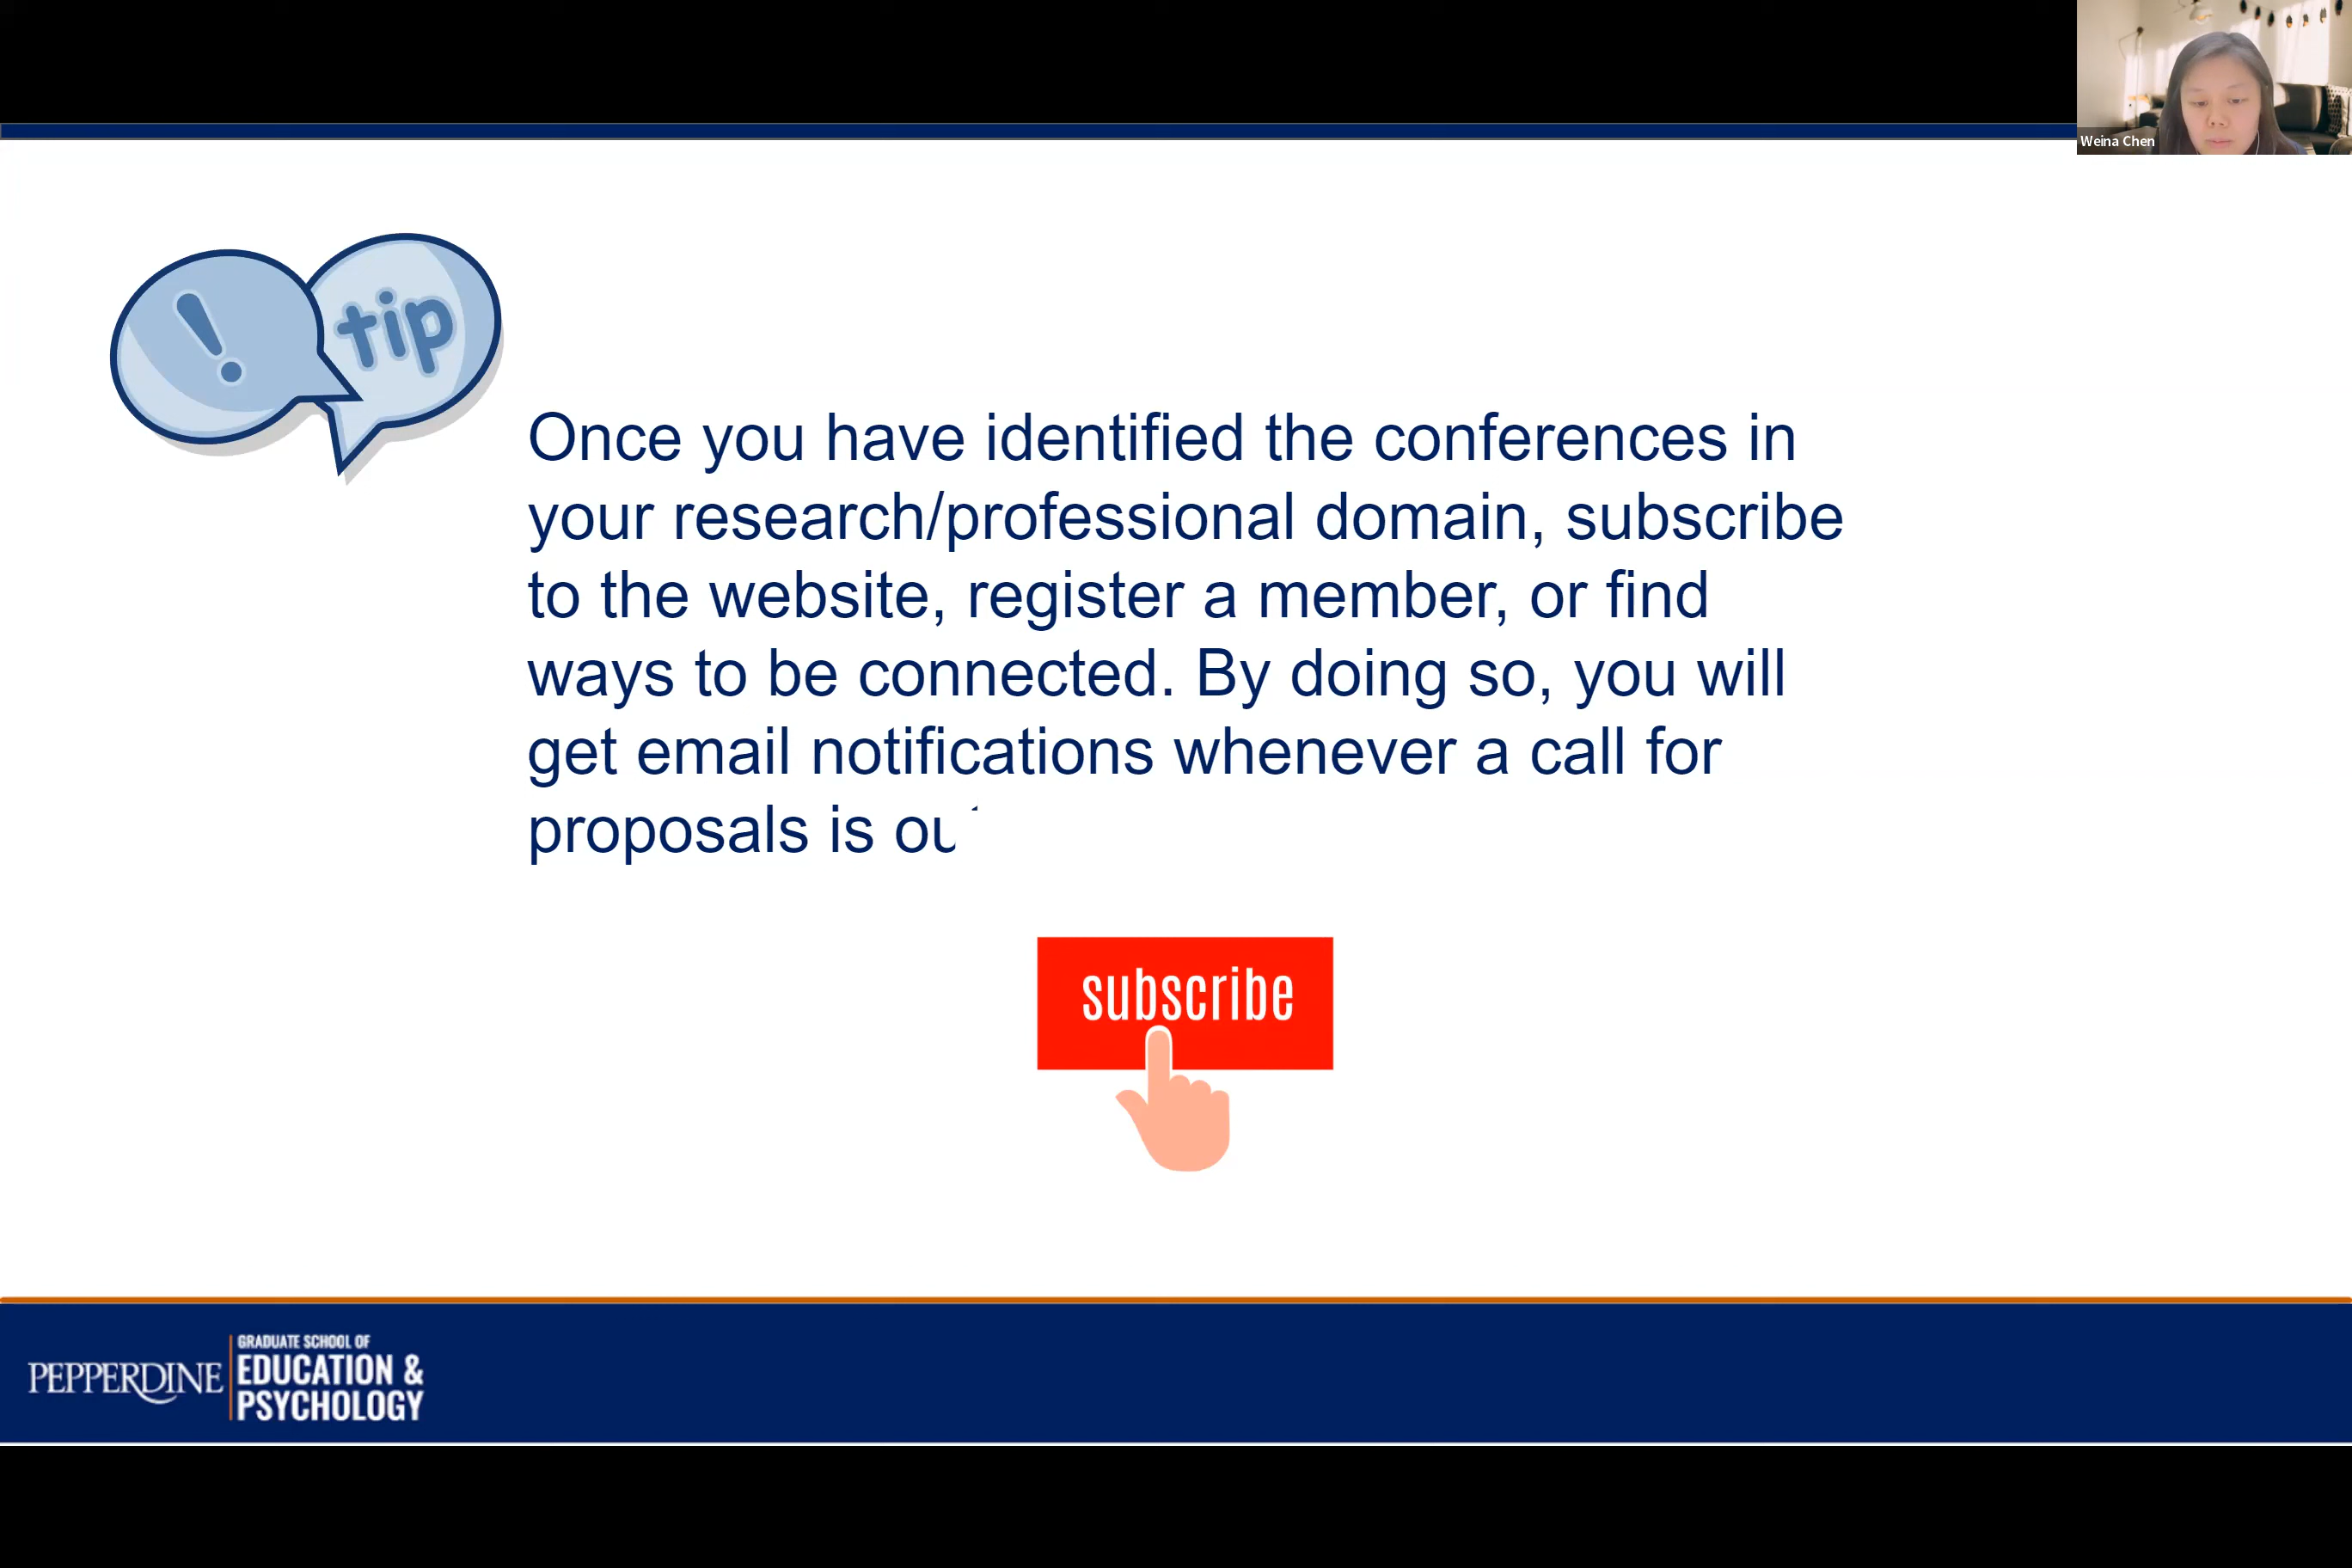 Weina Chen
! tip
Once you have identified the conferences in
your research/professional domain, subscribe
to the website, register a member, or find
ways to be connected. By doing so, you will
get email notifications whenever a call for
proposals is
subscribe
PEPPERDINE
GRADUATE SCHOOL OF
EDUCATION &
PSYCHOLOGY